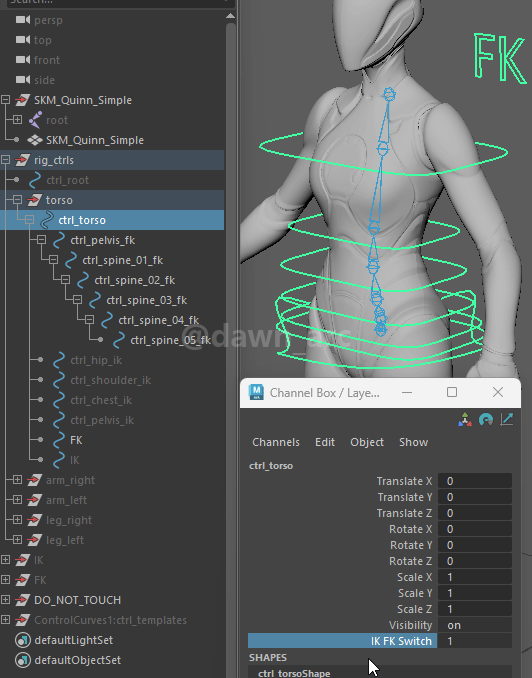 persp
top
front
side
SKM_Quinn_Simple
root
SKM_Quinn_Simple
rig_ctrls
ctrl_root
torso
ctrl_torso
ctrl_pelvis_fk
ctrl_spine_01_fk
ctrl_spine_02_fk
ctrl_spine_03_fk
ctrl_spine_04_fk
ctrl_spine_05_fk
ctrl_hip_ik
ctrl_shoulder_ik
ctrl_chest_ik
ctrl_pelvis_ik
FK
IK
arm_right
arm_left
leg_right
leg_left
IK
FK
DO_NOT_TOUCH
ControlCurves1:ctrl_templates
defaultLightSet
defaultObjectSet
FK
Channel Box / Laye...
Channels Edit Object Show
ctrl_torso
Translate X 0
Translate Y 0
Translate Z 0
Rotate X 0
Rotate Y 0
Rotate Z 0
Scale X 1
Scale Y 1
Scale Z 1
Visibility on
IK FK Switch 1
SHAPES
ctrl_torsoShape